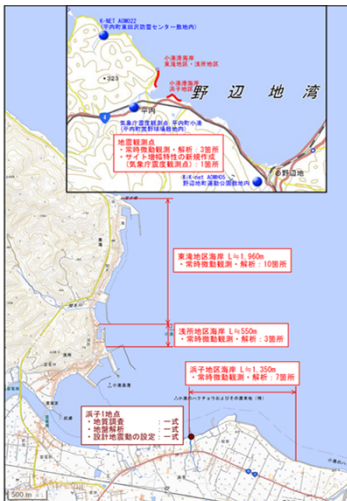 K-NET AOM022
(平内町東田沢防雪センター敷地内)
小湊港海岸
東滝地区・浅所地区
・323
小湊港海岸
浜子地区
野 辺 地 湾
4
平内
気象庁震度観測点 平内町小湊
(平内町営野球場敷地内)
地震観測点
・常時微動観測・解析:3箇所
・サイト増幅特性の新規作成
(気象庁震度観測点):1箇所
野辺地
野辺地町運動公園敷地内
東滝地区海岸 L≒1,960m
・常時微動観測・解析:10箇所
浅所地区海岸 L≒550m
・常時微動観測・解析:3箇所
浜子地区海岸 L≒1,350m
・常時微動観測・解析:7箇所
浜子1地点
・地質調査 :一式
・地盤解析 :一式
・設計地震動の設定:一式
500 m